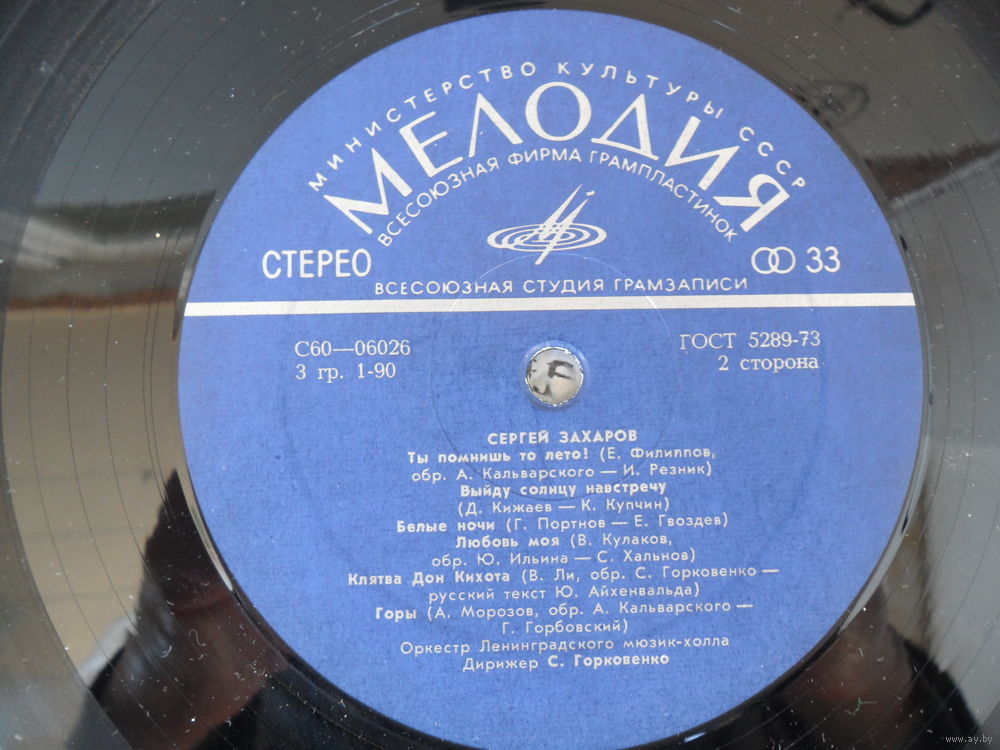 МИНИСТЕРСТВО КУЛЬТУРЫ СССР
МЕЛОДИЯ
ВСЕСОЮЗНАЯ ФИРМА ГРАМПЛАСТИНОК
СТЕРЕО
33
ВСЕСОЮЗНАЯ СТУДИЯ ГРАМЗАПИСИ
С60—06026
ГОСТ 5289-73
3 гр. 1-90
2 сторона
СЕРГЕЙ ЗАХАРОВ
Ты помнишь то лето! (Е. Филиппов,
обр. А. Кальварского — И. Резник)
Выйду солнцу навстречу
(Д. Кижаев — К. Купчин)
Белые ночи (Г. Портнов — Е. Гвоздев)
Любовь моя (В. Кулаков,
обр. Ю. Ильина — С. Хальнов)
Клятва Дон Кихота (В. Ли, обр. С. Горковенко —
русский текст Ю. Айхенвальда)
Горы (А. Морозов, обр. А. Кальварского —
Г. Горбовский)
Оркестр Ленинградского мюзик-холла
Дирижер С. Горковенко
www.ay.by